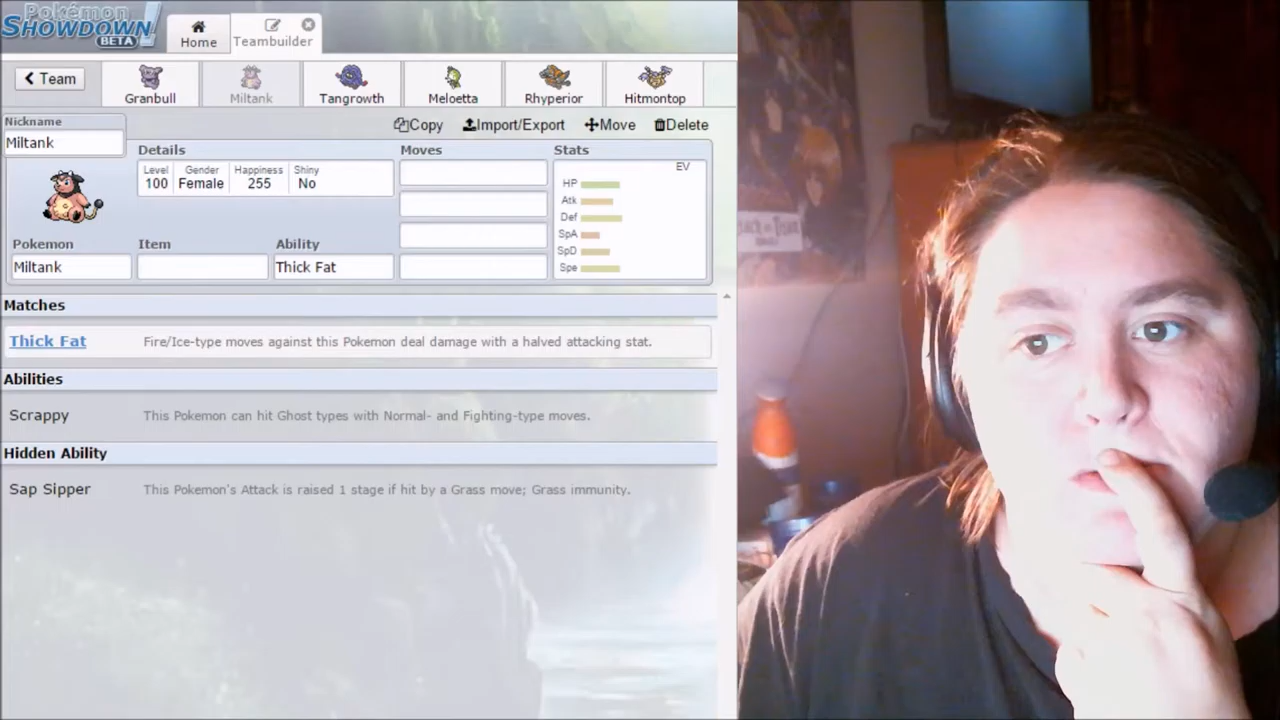 Pokémon
SHOWDOWN!
BETA
Home
Teambuilder
Team
Granbull
Miltank
Tangrowth
Meloetta
Rhyperior
Hitmontop
Nickname
Miltank
Copy
Import/Export
Move
Delete
Details
Moves
Stats
Level
100
Gender
Female
Happiness
255
Shiny
No
EV
HP
Atk
Def
SpA
SpD
Spe
Pokemon
Miltank
Item
Ability
Thick Fat
Matches
Thick Fat
Fire/Ice-type moves against this Pokemon deal damage with a halved attacking stat.
Abilities
Scrappy
This Pokemon can hit Ghost types with Normal- and Fighting-type moves.
Hidden Ability
Sap Sipper
This Pokemon's Attack is raised 1 stage if hit by a Grass move; Grass immunity.